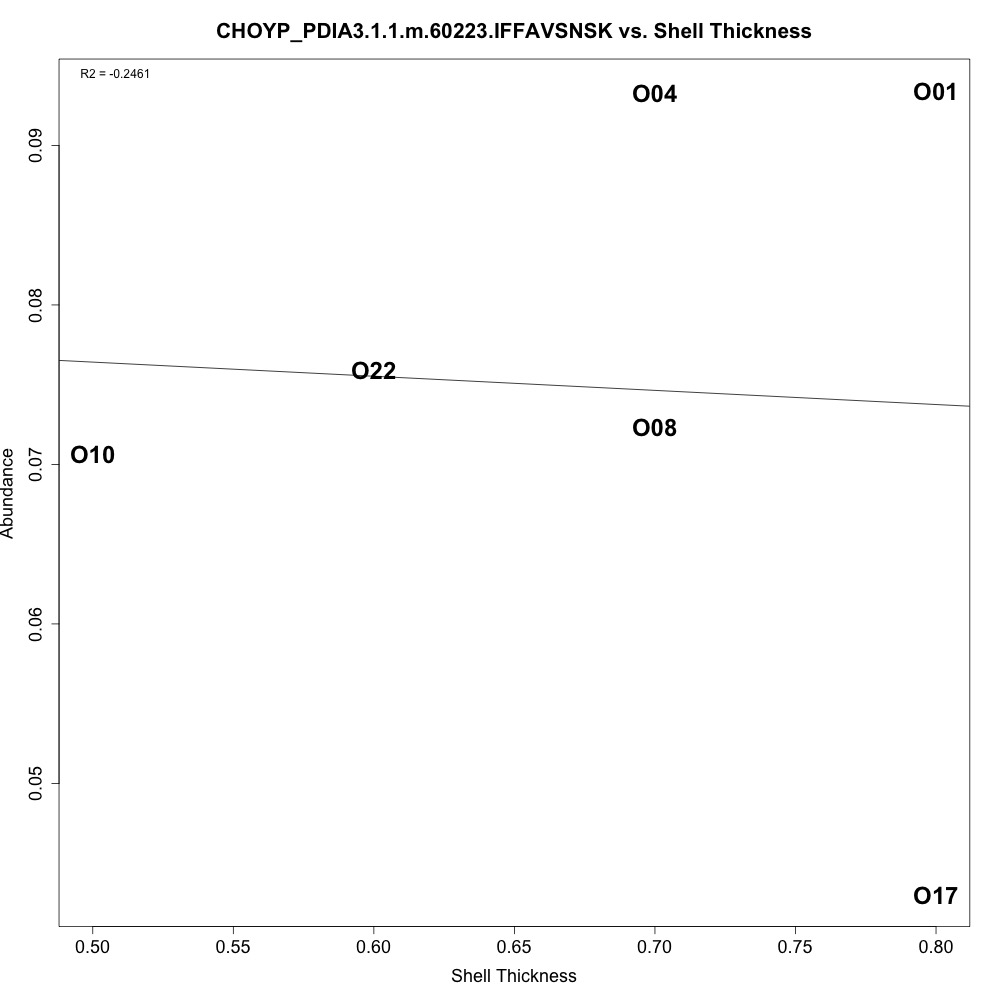 CHOYP_PDIA3.1.1.m.60223.IFFAVSNSK vs. Shell Thickness
R2 = -0.2461
O04
O01
0.09
0.08
O22
O08
O10
0.07
Abundance
0.06
0.05
O17
0.50 0.55 0.60 0.65 0.70 0.75 0.80
Shell Thickness